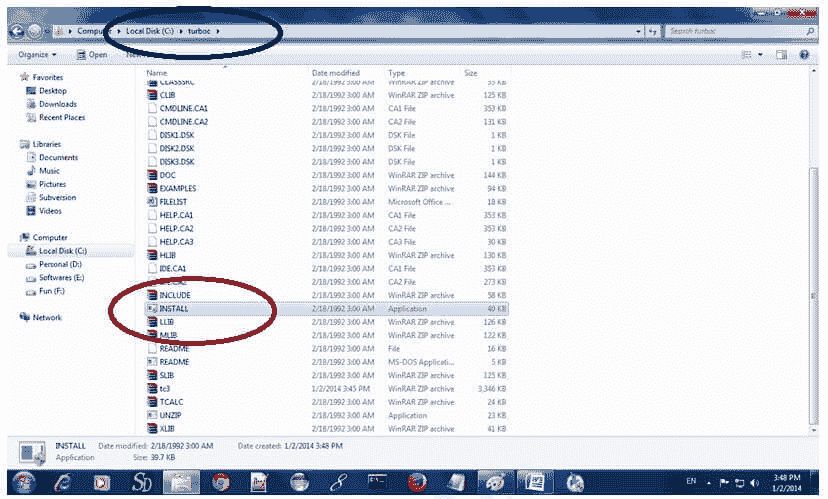 Computer Local Disk (C:) turboc
Search turboc
Organize Open
Name Date modified Type Size
CLASSSRC 2/18/1992 3:00 AM WinRAR ZIP archive 55 KB
CLIB 2/18/1992 3:00 AM WinRAR ZIP archive 125 KB
CMDLINE.CA1 2/18/1992 3:00 AM CA1 File 353 KB
CMDLINE.CA2 2/18/1992 3:00 AM CA2 File 131 KB
DISK1.DSK 2/18/1992 3:00 AM DSK File 1 KB
DISK2.DSK 2/18/1992 3:00 AM DSK File 1 KB
DISK3.DSK 2/18/1992 3:00 AM DSK File 1 KB
DOC 2/18/1992 3:00 AM WinRAR ZIP archive 144 KB
EXAMPLES 2/18/1992 3:00 AM WinRAR ZIP archive 94 KB
FILELIST 2/18/1992 3:00 AM Microsoft Office ... 18 KB
HELP.CA1 2/18/1992 3:00 AM CA1 File 353 KB
HELP.CA2 2/18/1992 3:00 AM CA2 File 353 KB
HELP.CA3 2/18/1992 3:00 AM CA3 File 30 KB
HLIB 2/18/1992 3:00 AM WinRAR ZIP archive 130 KB
IDE.CA1 2/18/1992 3:00 AM CA1 File 353 KB
2/18/1992 3:00 AM CA2 File 273 KB
INCLUDE 2/18/1992 3:00 AM WinRAR ZIP archive 58 KB
INSTALL 2/18/1992 3:00 AM Application 40 KB
LLIB 2/18/1992 3:00 AM WinRAR ZIP archive 126 KB
MLIB 2/18/1992 3:00 AM WinRAR ZIP archive 122 KB
README 2/18/1992 3:00 AM File 16 KB
README 2/18/1992 3:00 AM MS-DOS Applicati... 5 KB
SLIB 2/18/1992 3:00 AM WinRAR ZIP archive 125 KB
tc3 1/2/2014 3:45 PM WinRAR ZIP archive 3,346 KB
TCALC 2/18/1992 3:00 AM WinRAR ZIP archive 24 KB
UNZIP 2/18/1992 3:00 AM Application 23 KB
XLIB 2/18/1992 3:00 AM WinRAR ZIP archive 41 KB
Favorites
Desktop
Downloads
Recent Places
Libraries
Documents
Music
Pictures
Subversion
Videos
Computer
Local Disk (C:)
Personal (D:)
Softwares (E:)
Fun (F:)
Network
INSTALL Date modified: 2/18/1992 3:00 AM Date created: 1/2/2014 3:48 PM
Application Size: 39.7 KB
EN 3:48 PM
1/2/2014